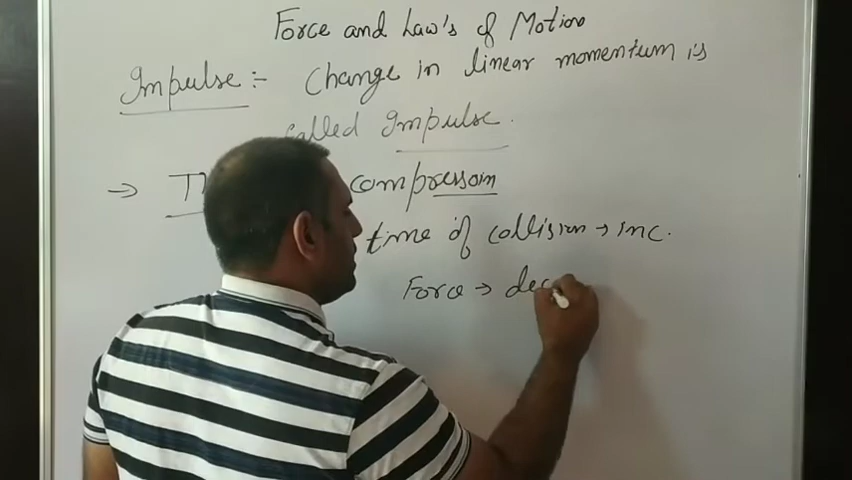 Force and Law's of Motion
Impulse :- Change in linear momentum is
called Impulse.
→ compressoin
time of collision → inc.
Force → dec